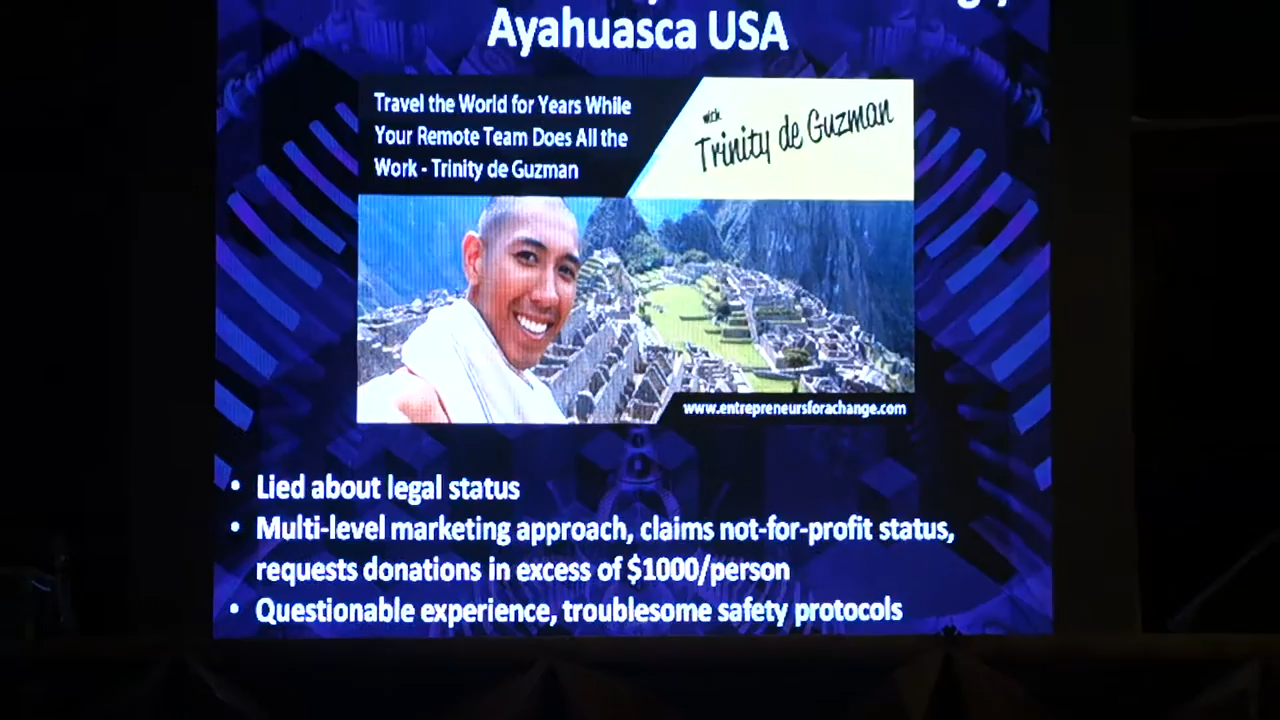 Ayahuasca USA
Travel the World for Years While
Your Remote Team Does All the
Work - Trinity de Guzman
with
Trinity de Guzman
www.entrepreneursforachange.com
• Lied about legal status
• Multi-level marketing approach, claims not-for-profit status,
requests donations in excess of $1000/person
• Questionable experience, troublesome safety protocols